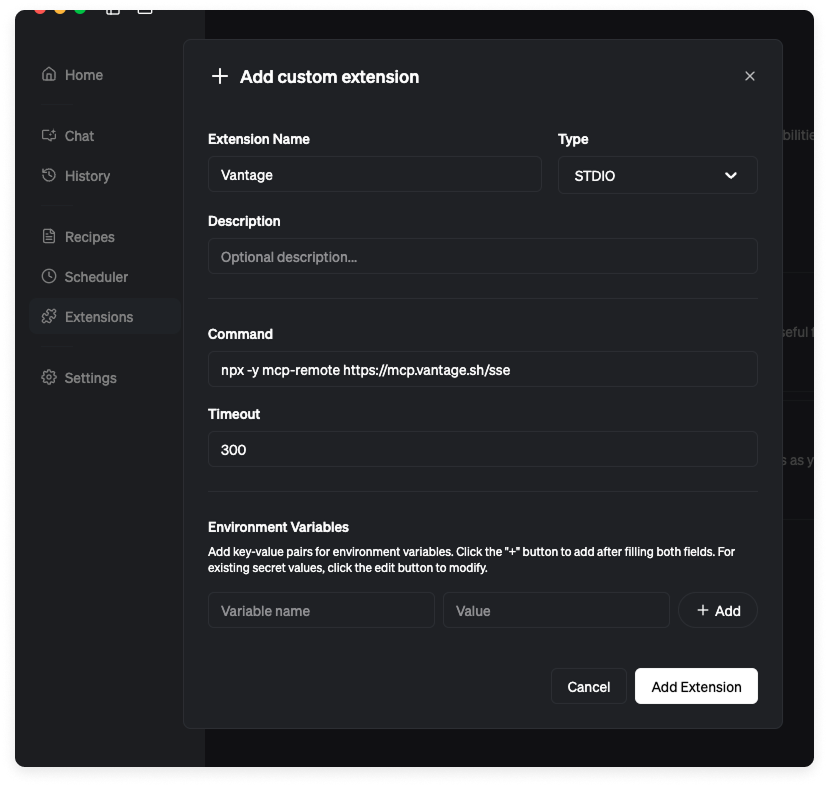 Add custom extension
Home
Chat
History
Recipes
Scheduler
Extensions
Settings
Extension Name
Type
Vantage
STDIO
Description
Optional description...
Command
npx -y mcp-remote https://mcp.vantage.sh/sse
Timeout
300
Environment Variables
Add key-value pairs for environment variables. Click the "+" button to add after filling both fields. For
existing secret values, click the edit button to modify.
Variable name
Value
+ Add
Cancel
Add Extension